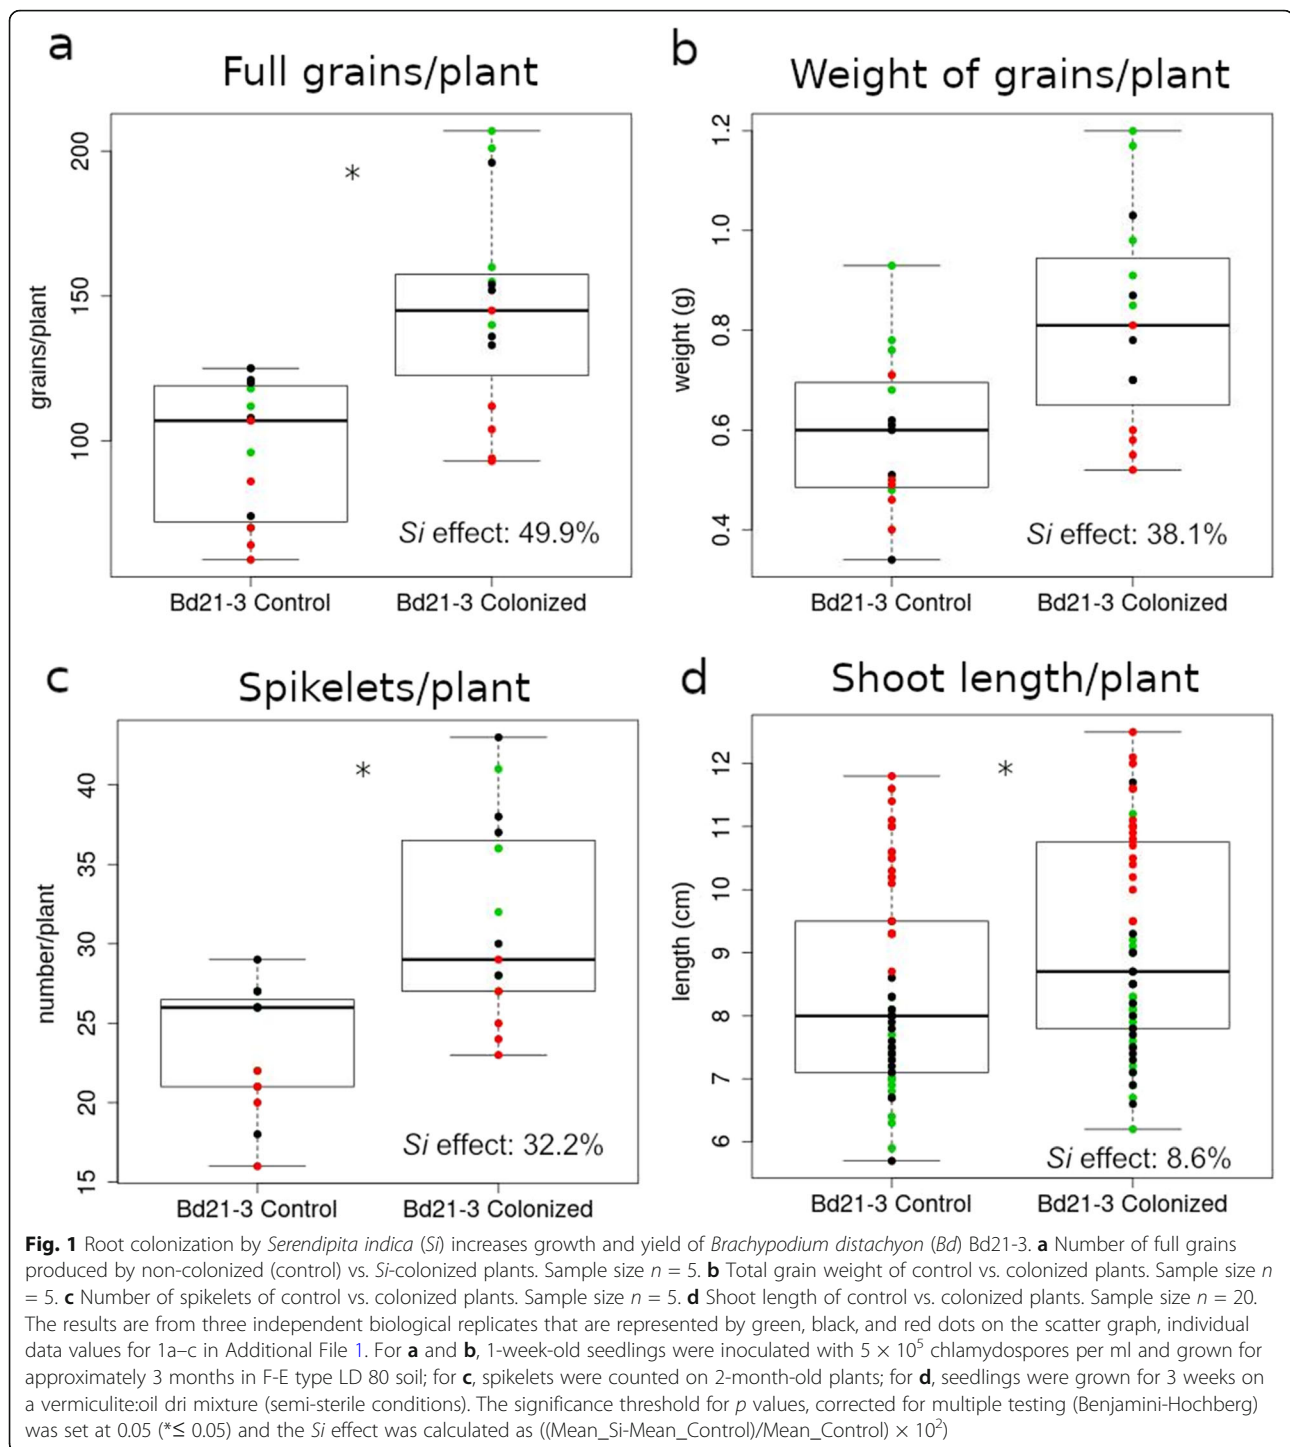 a
Full grains/plant
200
150
100
grains/plant
*
Si effect: 49.9%
Bd21-3 Control
Bd21-3 Colonized
b
Weight of grains/plant
1.2
1.0
0.8
0.6
0.4
weight (g)
Si effect: 38.1%
Bd21-3 Control
Bd21-3 Colonized
c
Spikelets/plant
40
35
30
25
20
15
number/plant
*
Si effect: 32.2%
Bd21-3 Control
Bd21-3 Colonized
d
Shoot length/plant
12
11
10
9
8
7
6
length (cm)
*
Si effect: 8.6%
Bd21-3 Control
Bd21-3 Colonized
Fig. 1 Root colonization by Serendipita indica (Si) increases growth and yield of Brachypodium distachyon (Bd) Bd21-3. a Number of full grains
produced by non-colonized (control) vs. Si-colonized plants. Sample size n = 5. b Total grain weight of control vs. colonized plants. Sample size n
= 5. c Number of spikelets of control vs. colonized plants. Sample size n = 5. d Shoot length of control vs. colonized plants. Sample size n = 20.
The results are from three independent biological replicates that are represented by green, black, and red dots on the scatter graph, individual
data values for 1a–c in Additional File 1. For a and b, 1-week-old seedlings were inoculated with 5 × 10⁵ chlamydospores per ml and grown for
approximately 3 months in F-E type LD 80 soil; for c, spikelets were counted on 2-month-old plants; for d, seedlings were grown for 3 weeks on
a vermiculite:oil dri mixture (semi-sterile conditions). The significance threshold for p values, corrected for multiple testing (Benjamini-Hochberg)
was set at 0.05 (*≤ 0.05) and the Si effect was calculated as ((Mean_Si-Mean_Control)/Mean_Control) × 10²)